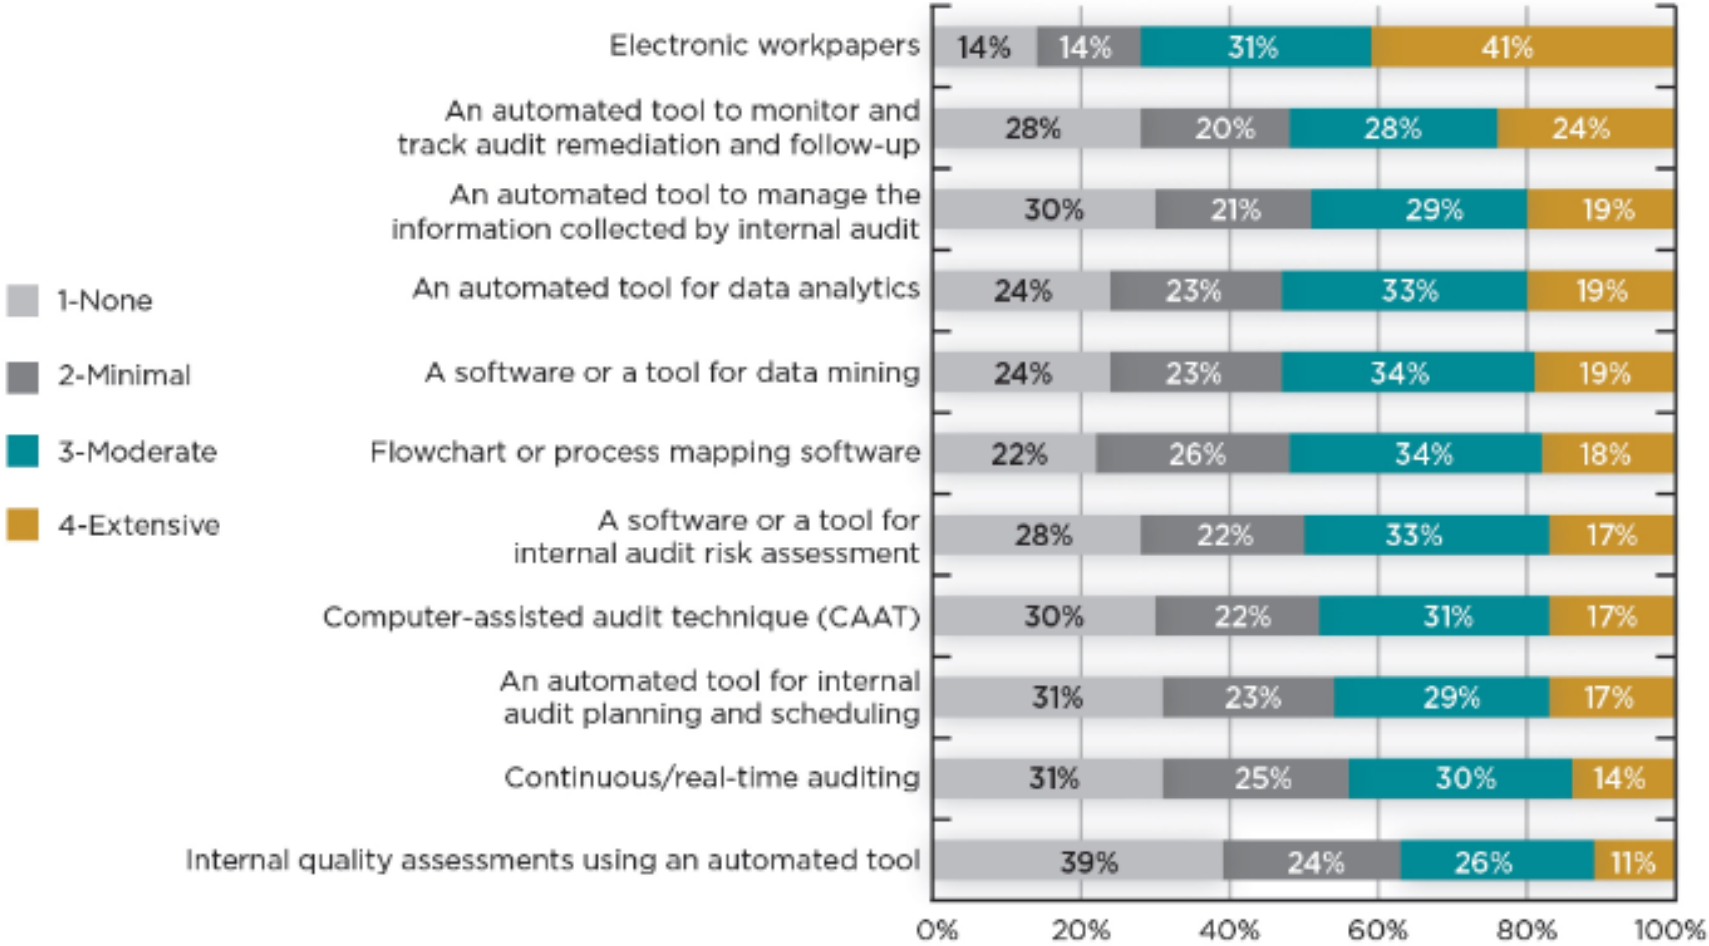 Electronic workpapers
14% 14% 31% 41%
An automated tool to monitor and
track audit remediation and follow-up
28% 20% 28% 24%
An automated tool to manage the
information collected by internal audit
30% 21% 29% 19%
An automated tool for data analytics
24% 23% 33% 19%
A software or a tool for data mining
24% 23% 34% 19%
Flowchart or process mapping software
22% 26% 34% 18%
A software or a tool for
internal audit risk assessment
28% 22% 33% 17%
Computer-assisted audit technique (CAAT)
30% 22% 31% 17%
An automated tool for internal
audit planning and scheduling
31% 23% 29% 17%
Continuous/real-time auditing
31% 25% 30% 14%
Internal quality assessments using an automated tool
39% 24% 26% 11%
0% 20% 40% 60% 80% 100%
1-None
2-Minimal
3-Moderate
4-Extensive